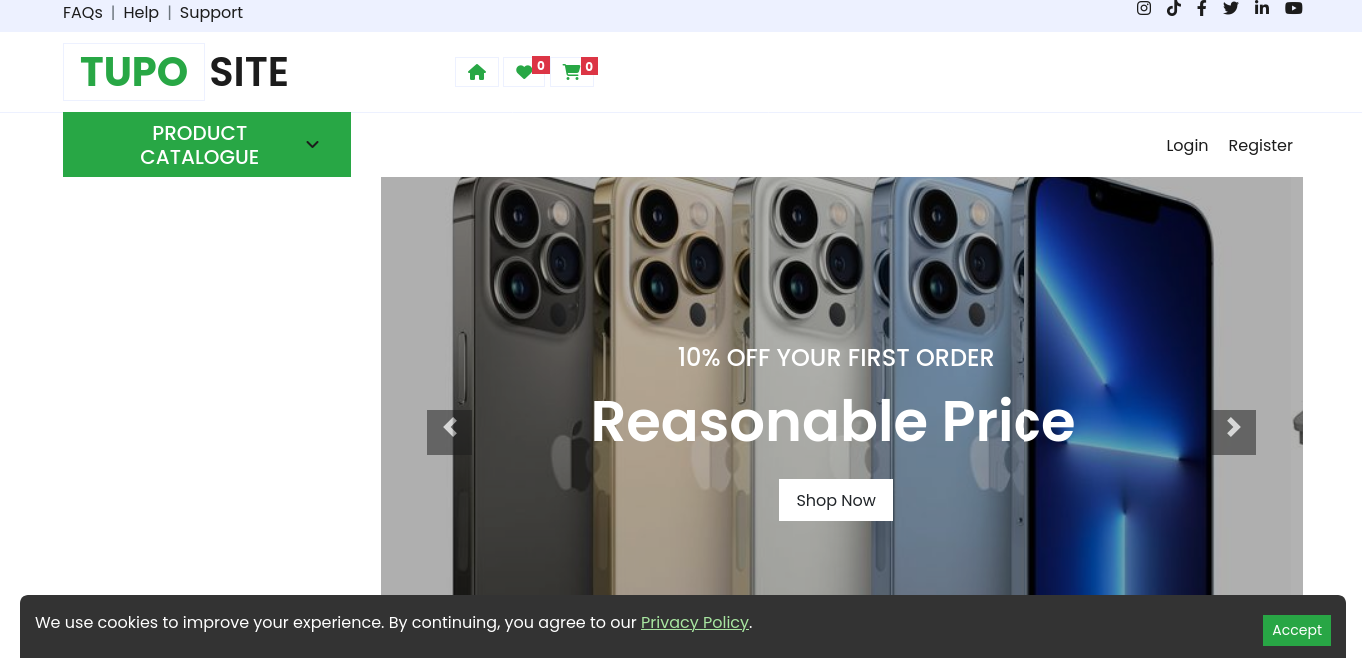 FAQs | Help | Support
TUPO SITE
0
0
PRODUCT
CATALOGUE
Login Register
10% OFF YOUR FIRST ORDER
Reasonable Price
Shop Now
We use cookies to improve your experience. By continuing, you agree to our Privacy Policy.
Accept